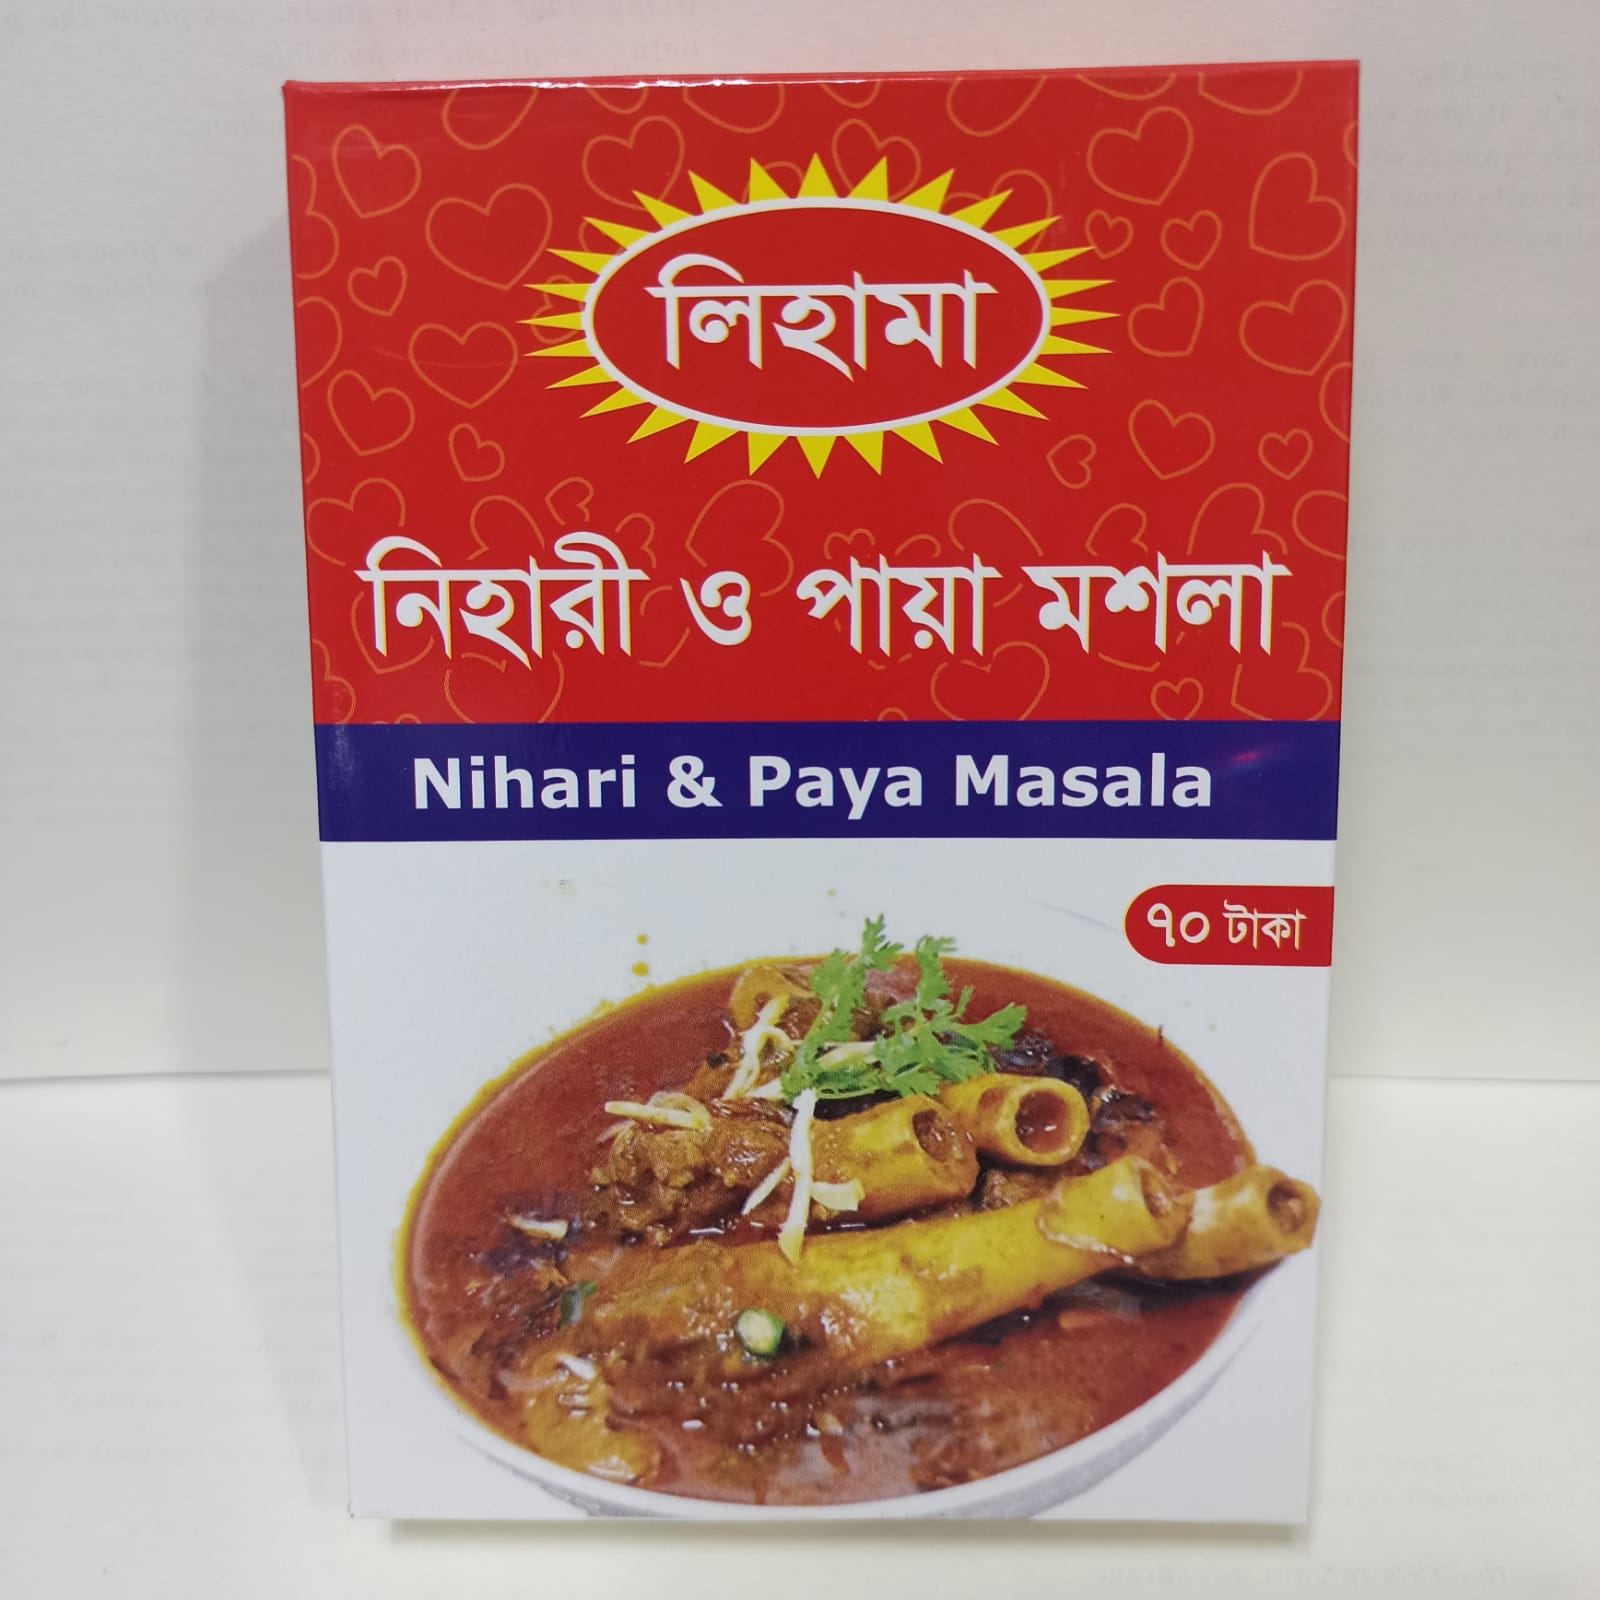 লিহামা
নিহারী ও পায়া মশলা
Nihari & Paya Masala
৭০ টাকা